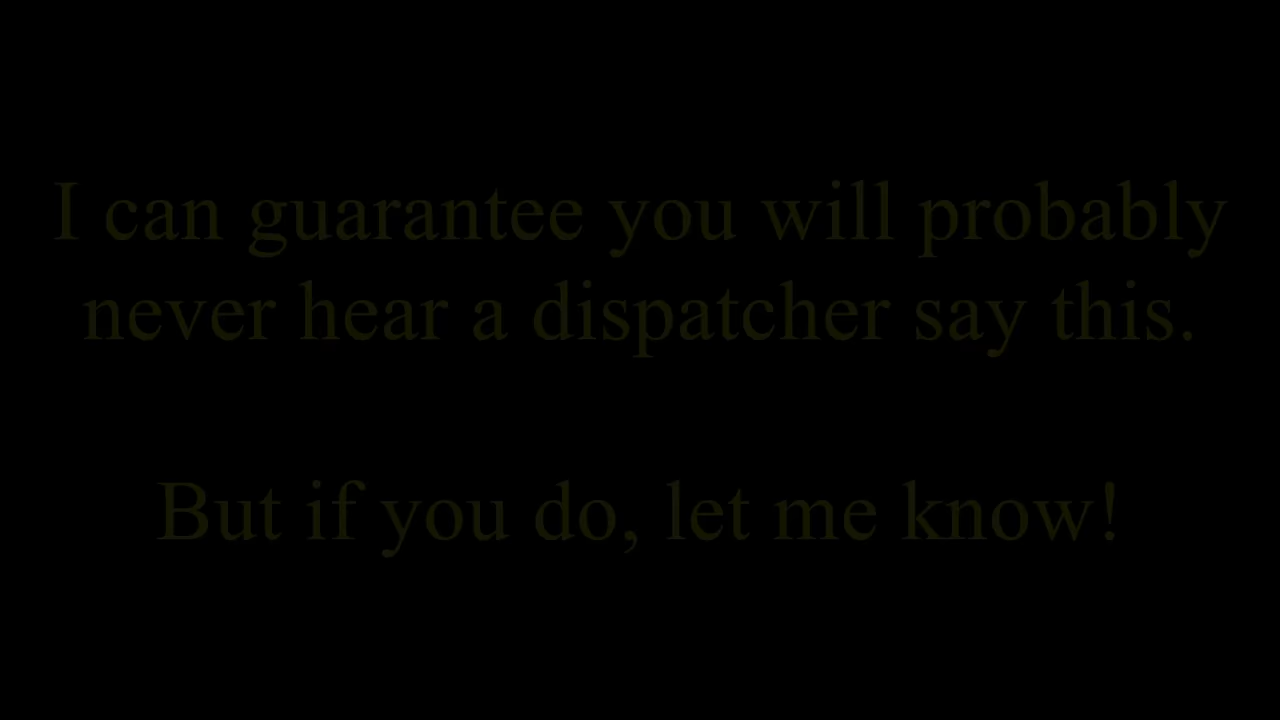 I can guarantee you will probably
never hear a dispatcher say this.
But if you do, let me know!